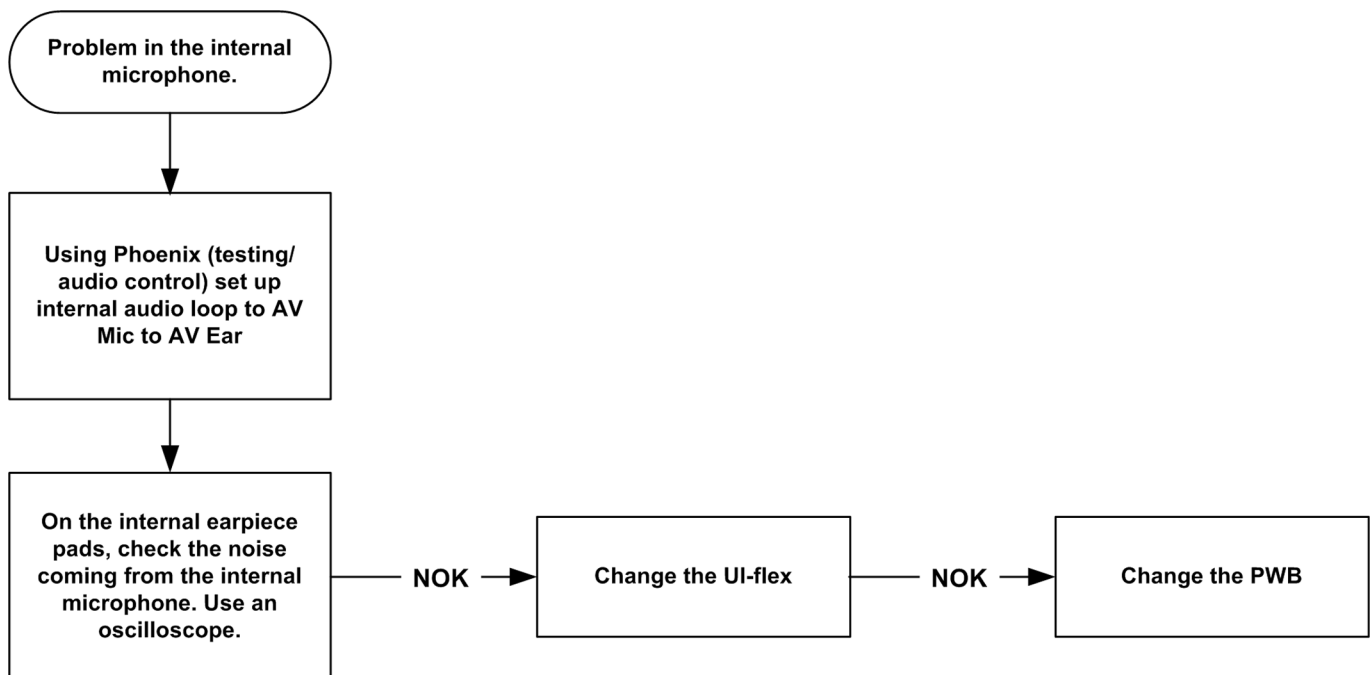 Problem in the internal
microphone.
Using Phoenix (testing/
audio control) set up
internal audio loop to AV
Mic to AV Ear
On the internal earpiece
pads, check the noise
coming from the internal
microphone. Use an
oscilloscope.
NOK
Change the UI-flex
NOK
Change the PWB